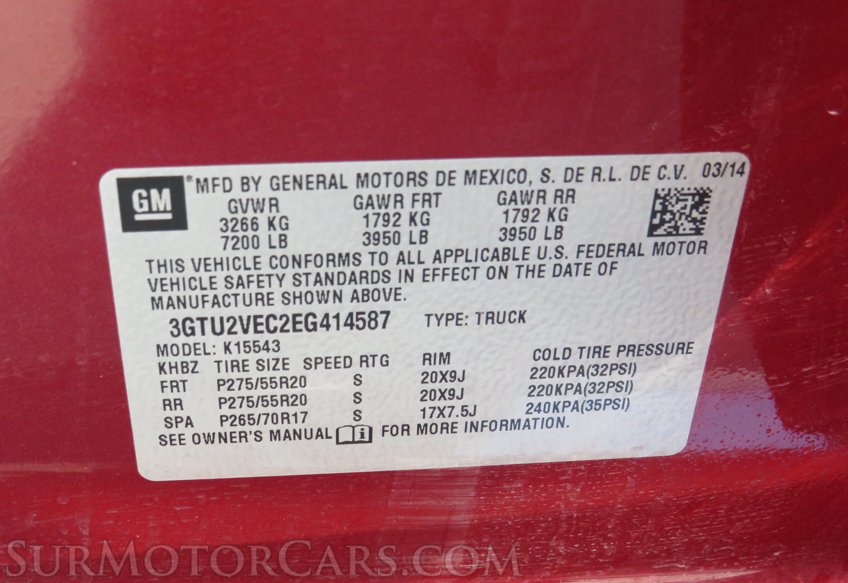 GM MFD BY GENERAL MOTORS DE MEXICO, S. DE R.L. DE C.V. 03/14
GVWR GAWR FRT GAWR RR
3266 KG 1792 KG 1792 KG
7200 LB 3950 LB 3950 LB
THIS VEHICLE CONFORMS TO ALL APPLICABLE U.S. FEDERAL MOTOR
VEHICLE SAFETY STANDARDS IN EFFECT ON THE DATE OF
MANUFACTURE SHOWN ABOVE.
3GTU2VEC2EG414587 TYPE: TRUCK
MODEL: K15543
KHBZ TIRE SIZE SPEED RTG RIM COLD TIRE PRESSURE
FRT P275/55R20 S 20X9J 220KPA(32PSI)
RR P275/55R20 S 20X9J 220KPA(32PSI)
SPA P265/70R17 S 17X7.5J 240KPA(35PSI)
SEE OWNER'S MANUAL FOR MORE INFORMATION.
SURMOTORCARS.COM